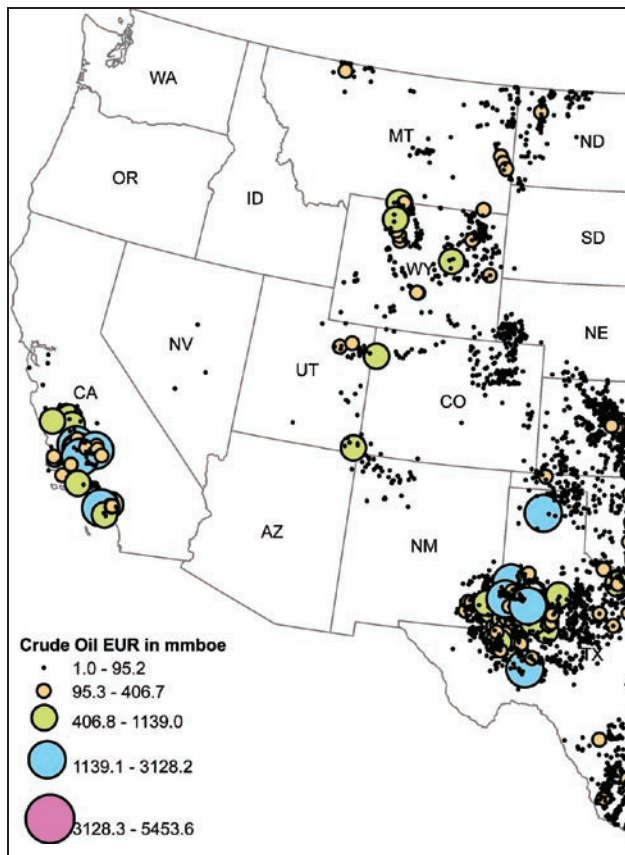 WA
MT
ND
OR
ID
SD
WY
NE
NV
UT
CO
CA
AZ
NM
TX
Crude Oil EUR in mmboe
1.0 - 95.2
95.3 - 406.7
406.8 - 1139.0
1139.1 - 3128.2
3128.3 - 5453.6